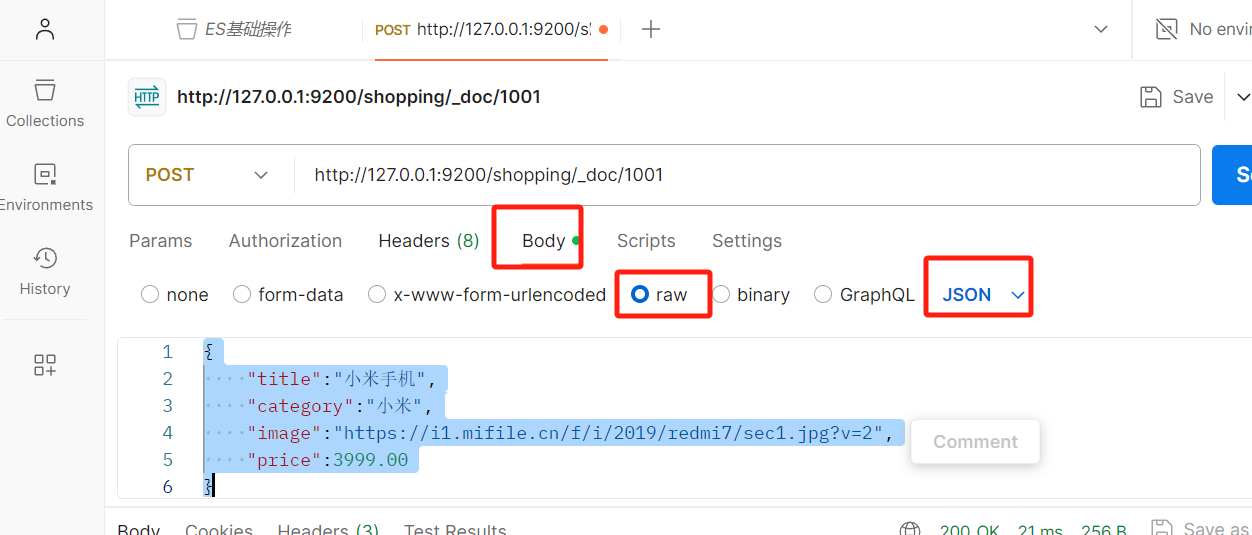 ES基础操作 POST http://127.0.0.1:9200/sl No envi
HTTP http://127.0.0.1:9200/shopping/_doc/1001 Save
Collections
POST http://127.0.0.1:9200/shopping/_doc/1001 Se
Environments
Params Authorization Headers (8) Body Scripts Settings
History
none form-data x-www-form-urlencoded raw binary GraphQL JSON
1 {
2 "title":"小米手机",
3 "category":"小米",
4 "image":"https://i1.mifile.cn/f/i/2019/redmi7/sec1.jpg?v=2",
Comment
5 "price":3999.00
6 }
Body Cookies Headers (3) Test Results 200 OK 21 ms 256 B Save as